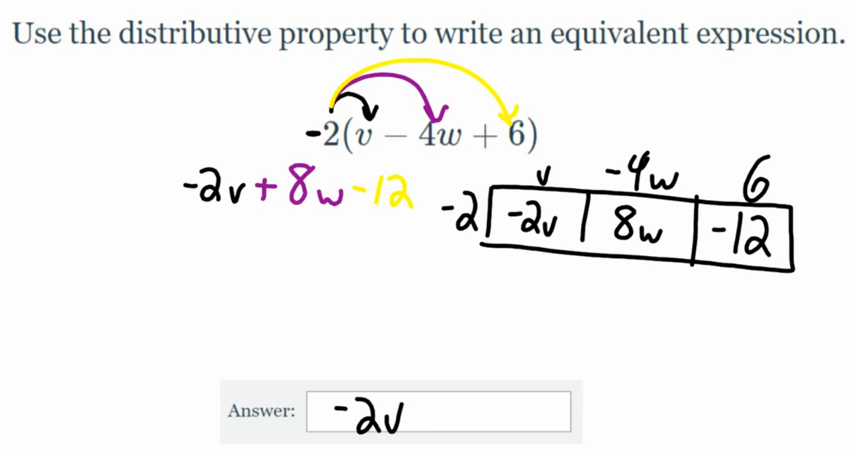 Use the distributive property to write an equivalent expression.
-2(v − 4w + 6)
-2v + 8w -12
v -4w 6
-2 -2v 8w -12
Answer: -2v